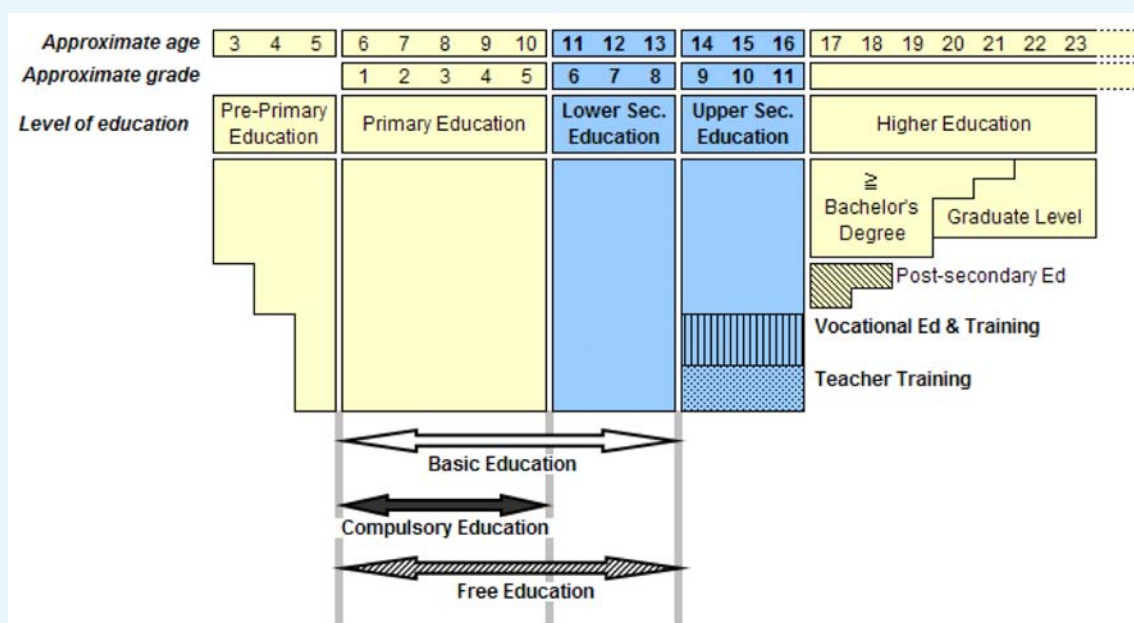 Approximate age 3 4 5 6 7 8 9 10 11 12 13 14 15 16 17 18 19 20 21 22 23
Approximate grade 1 2 3 4 5 6 7 8 9 10 11
Level of education
Pre-Primary
Education
Primary Education
Lower Sec.
Education
Upper Sec.
Education
Higher Education
≧
Bachelor's
Degree
Graduate Level
Post-secondary Ed
Vocational Ed & Training
Teacher Training
Basic Education
Compulsory Education
Free Education